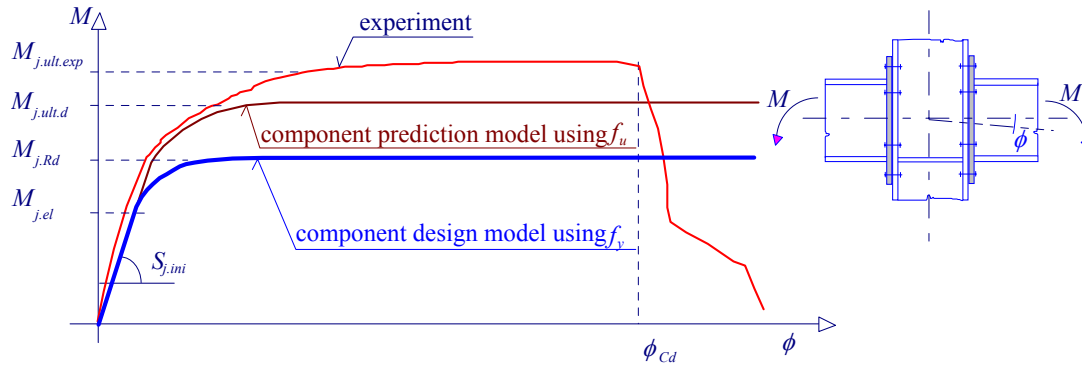 M
experiment
M j.ult.exp
M j.ult.d
component prediction model using f u
M j.Rd
M j.el
component design model using f y
S j.ini
ϕ Cd
ϕ
M
M
ϕ